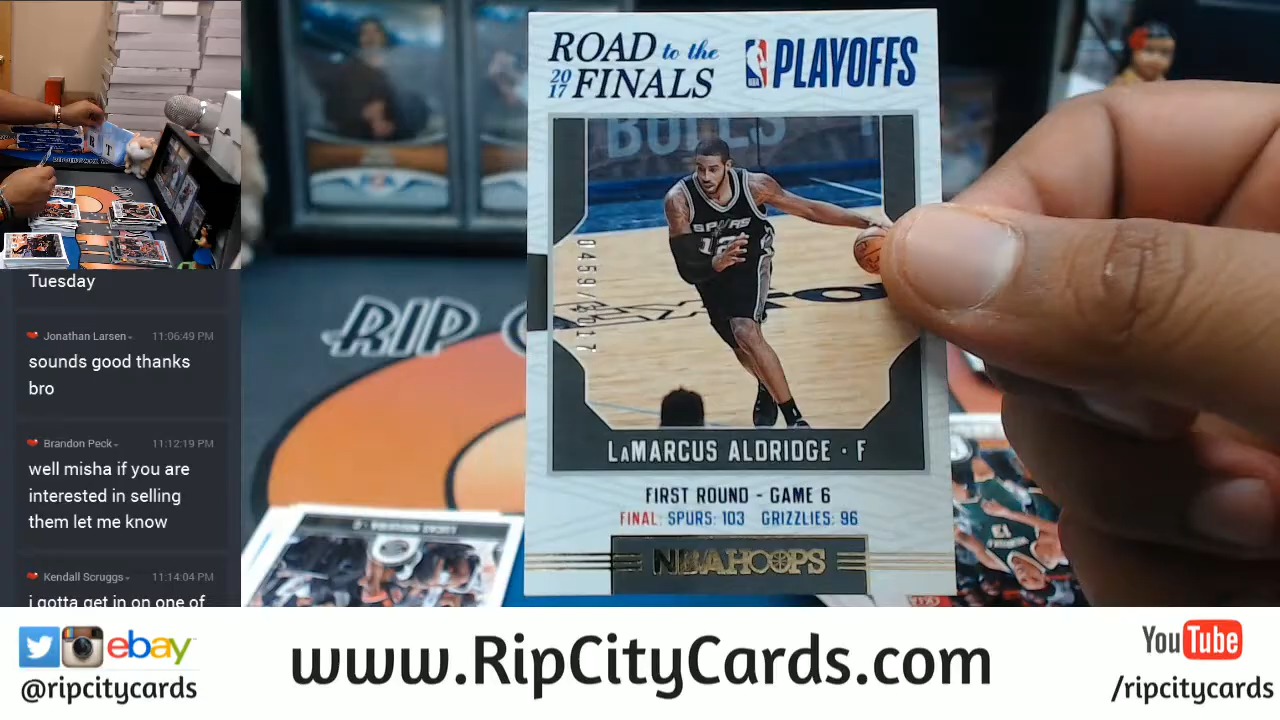 Tuesday
Jonathan Larsen 11:06:49 PM
sounds good thanks
bro
Brandon Peck 11:12:19 PM
well misha if you are
interested in selling
them let me know
Kendall Scruggs 11:14:04 PM
i gotta get in on one of
ROAD to the
2017 FINALS
NBA PLAYOFFS
SPURS
12
LaMARCUS ALDRIDGE · F
FIRST ROUND - GAME 6
FINAL: SPURS: 103 GRIZZLIES: 96
NBA HOOPS
RIP
ebay
@ripcitycards
www.RipCityCards.com
YouTube
/ripcitycards